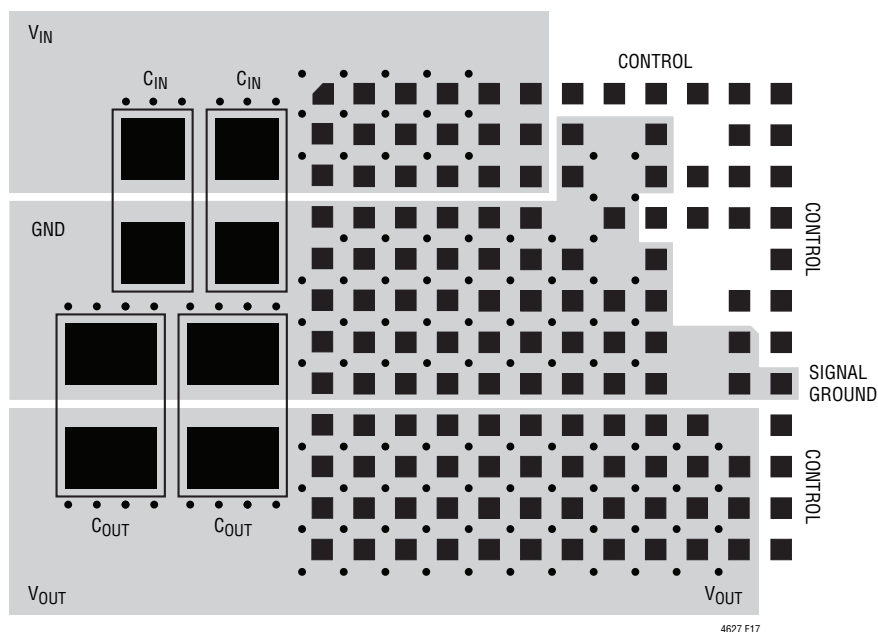 VIN
CONTROL
CIN
CIN
GND
CONTROL
SIGNAL
GROUND
CONTROL
COUT
COUT
VOUT
VOUT
4627 F17